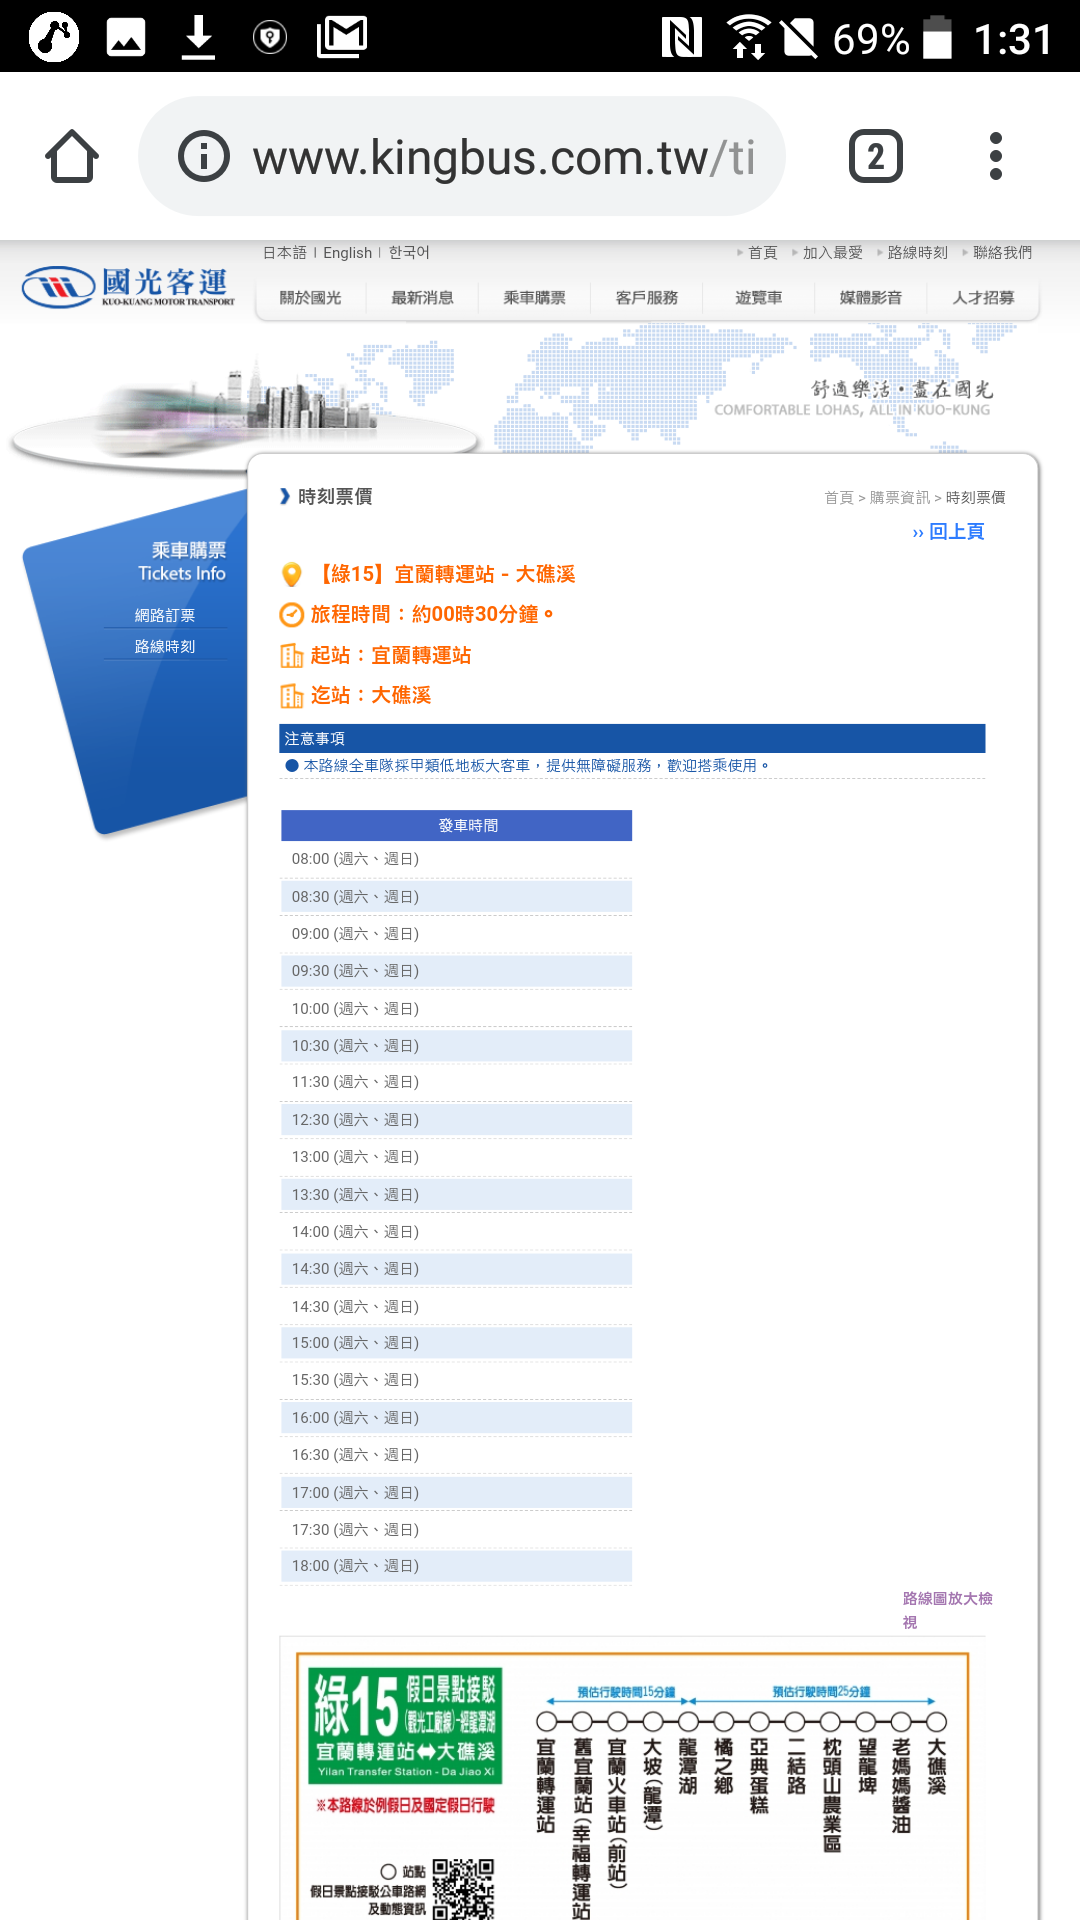 69% 1:31
www.kingbus.com.tw/ti
2
日本語 | English | 한국어
首頁 加入最愛 路線時刻 聯絡我們
國光客運
KUO-KUANG MOTOR TRANSPORT
關於國光 最新消息 乘車購票 客戶服務 遊覽車 媒體影音 人才招募
舒適樂活·盡在國光
COMFORTABLE LOHAS, ALL IN KUO-KUNG
時刻票價
首頁 > 購票資訊 > 時刻票價
›› 回上頁
乘車購票
Tickets Info
網路訂票
路線時刻
【綠15】宜蘭轉運站 - 大礁溪
旅程時間：約00時30分鐘。
起站：宜蘭轉運站
迄站：大礁溪
注意事項
● 本路線全車隊採甲類低地板大客車，提供無障礙服務，歡迎搭乘使用。
發車時間
08:00 (週六、週日)
08:30 (週六、週日)
09:00 (週六、週日)
09:30 (週六、週日)
10:00 (週六、週日)
10:30 (週六、週日)
11:30 (週六、週日)
12:30 (週六、週日)
13:00 (週六、週日)
13:30 (週六、週日)
14:00 (週六、週日)
14:30 (週六、週日)
14:30 (週六、週日)
15:00 (週六、週日)
15:30 (週六、週日)
16:00 (週六、週日)
16:30 (週六、週日)
17:00 (週六、週日)
17:30 (週六、週日)
18:00 (週六、週日)
路線圖放大檢
視
綠15 假日景點接駁
(觀光工廠線)-經龍潭湖
宜蘭轉運站⬌大礁溪
Yilan Transfer Station - Da Jiao Xi
※本路線於例假日及國定假日行駛
預估行駛時間15分鐘
預估行駛時間25分鐘
宜蘭轉運站
舊宜蘭站(幸福轉運站
宜蘭火車站(前站)
大坡(龍潭)
龍潭湖
橘之鄉
亞典蛋糕
二結路
枕頭山農業區
望龍埤
老媽媽醬油
大礁溪
站點
假日景點接駁公車路網
及動態資訊